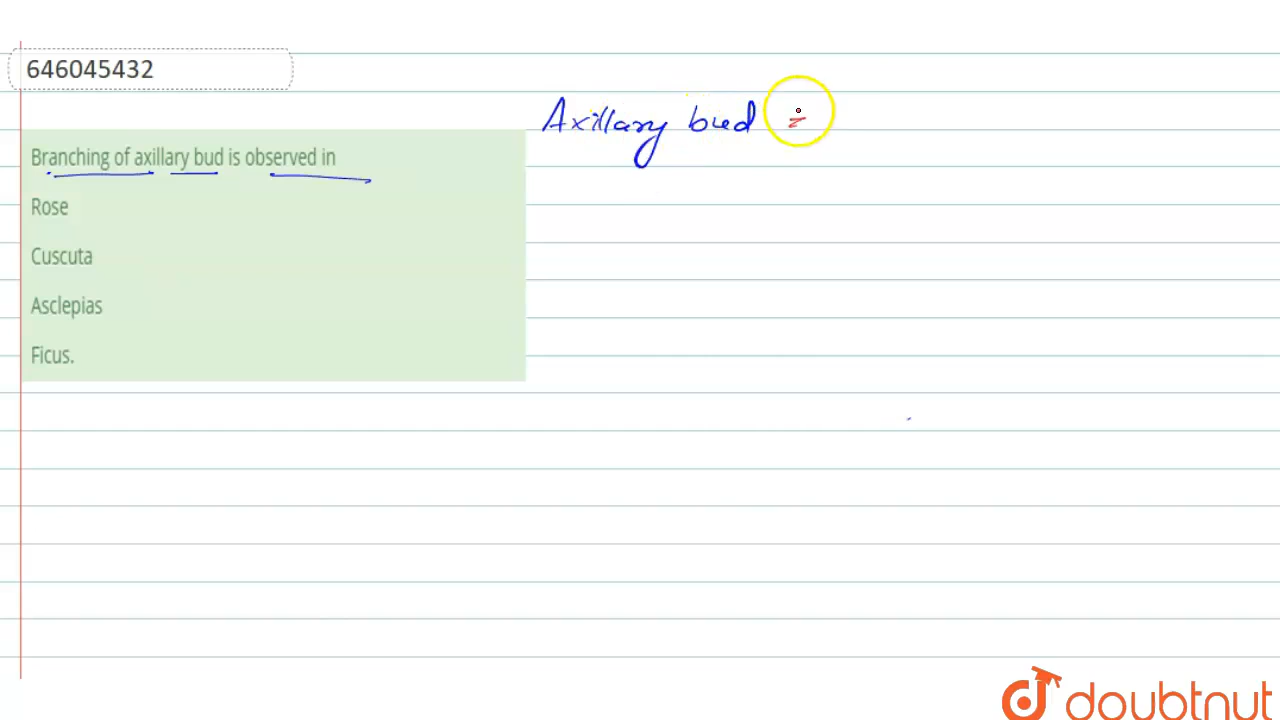 646045432
Axillary bud =
Branching of axillary bud is observed in
Rose
Cuscuta
Asclepias
Ficus.
doubtnut